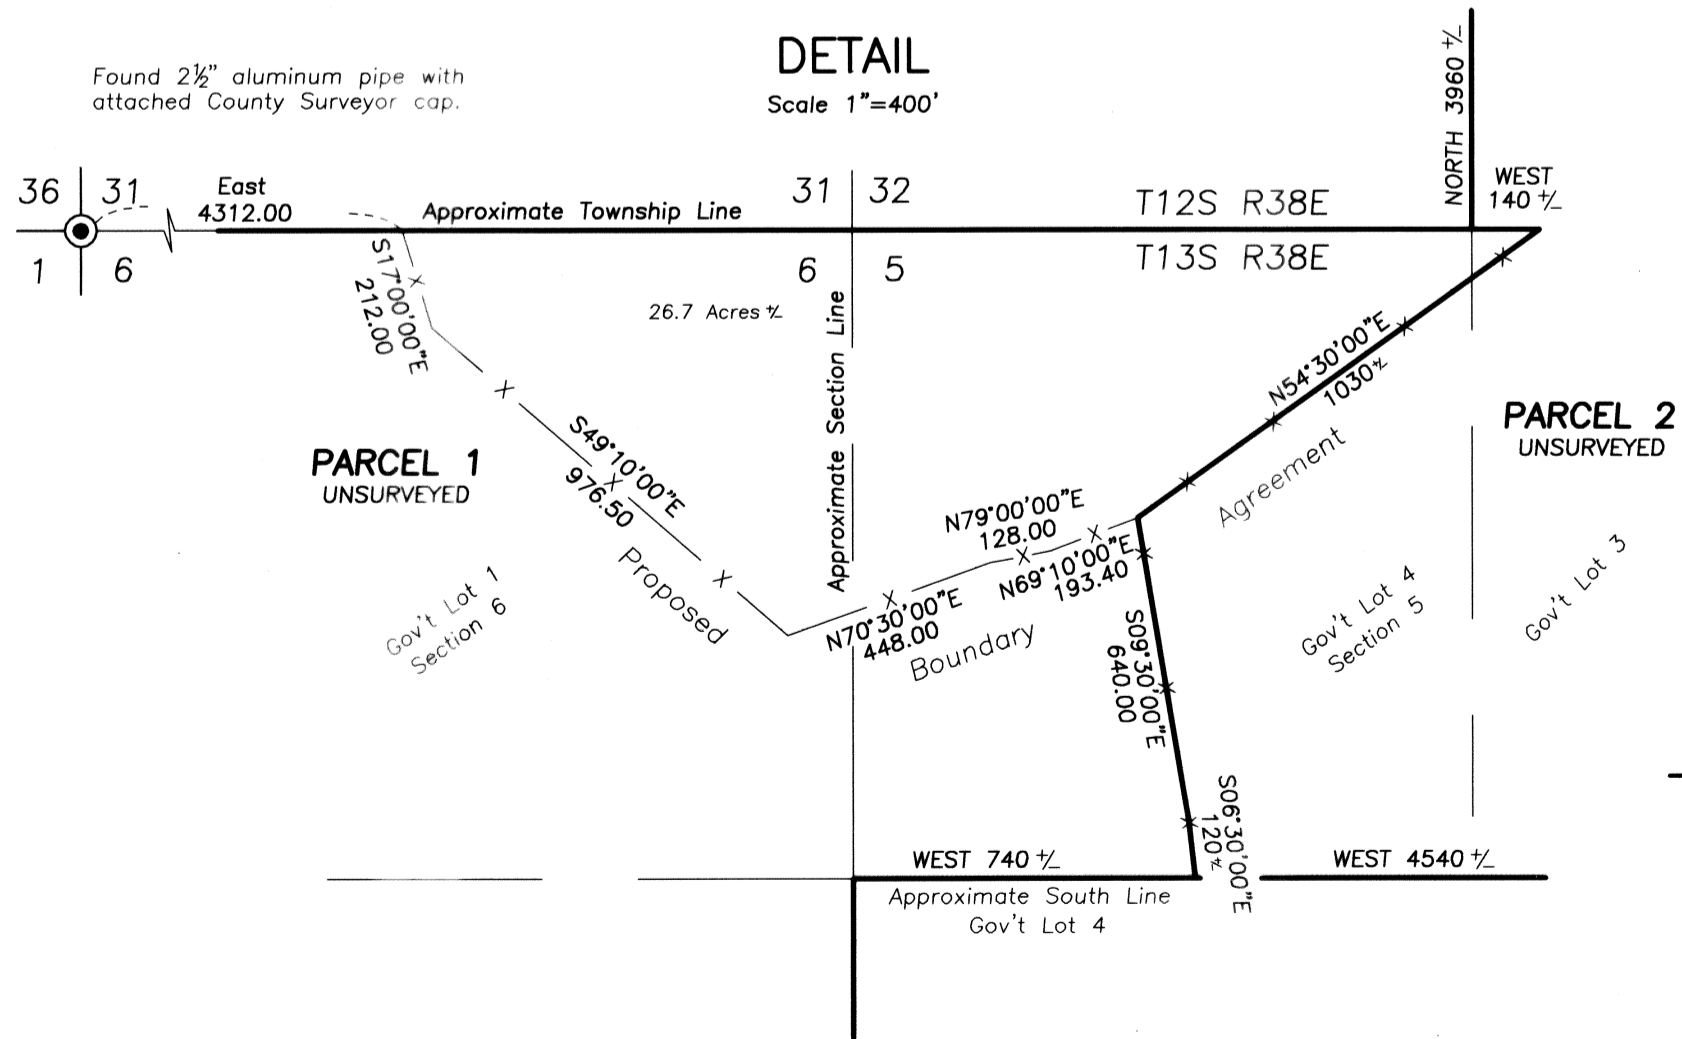 DETAIL
Scale 1"=400'
Found 2½" aluminum pipe with
attached County Surveyor cap.
NORTH 3960 +/-
WEST
140 +/-
36 31
1 6
East
4312.00
Approximate Township Line
31 32
6 5
T12S R38E
T13S R38E
S17°00'00"E
212.00
26.7 Acres +/-
Approximate Section Line
N54°30'00"E
1030 +/-
Agreement
PARCEL 1
UNSURVEYED
PARCEL 2
UNSURVEYED
S49°10'00"E
976.50
Proposed
N79°00'00"E
128.00
N69°10'00"E
193.40
N70°30'00"E
448.00
Boundary
Gov't Lot 1
Section 6
Gov't Lot 4
Section 5
Gov't Lot 3
S09°30'00"E
640.00
S06°30'00"E
120 +/-
WEST 740 +/-
WEST 4540 +/-
Approximate South Line
Gov't Lot 4